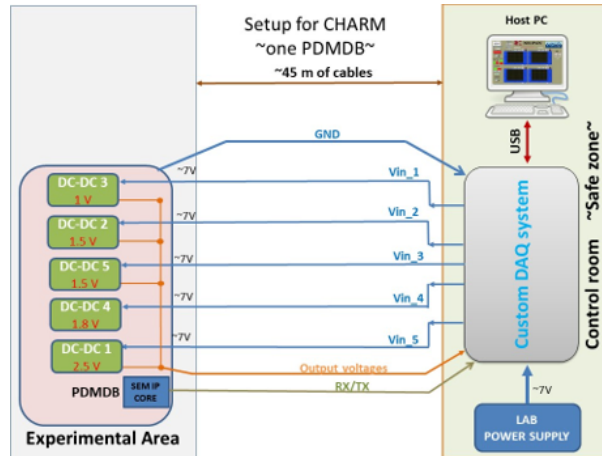 Setup for CHARM
~one PDMDB~
~45 m of cables
Host PC
USB
GND
~7V
Vin_1
DC-DC 3
1 V
~7V
Vin_2
DC-DC 2
1.5 V
~7V
Vin_3
DC-DC 5
1.5 V
~7V
Vin_4
DC-DC 4
1.8 V
~7V
Vin_5
DC-DC 1
2.5 V
Output voltages
RX/TX
PDMDB
SEM IP
CORE
Experimental Area
Custom DAQ system
Control room ~Safe zone~
~7V
LAB
POWER SUPPLY